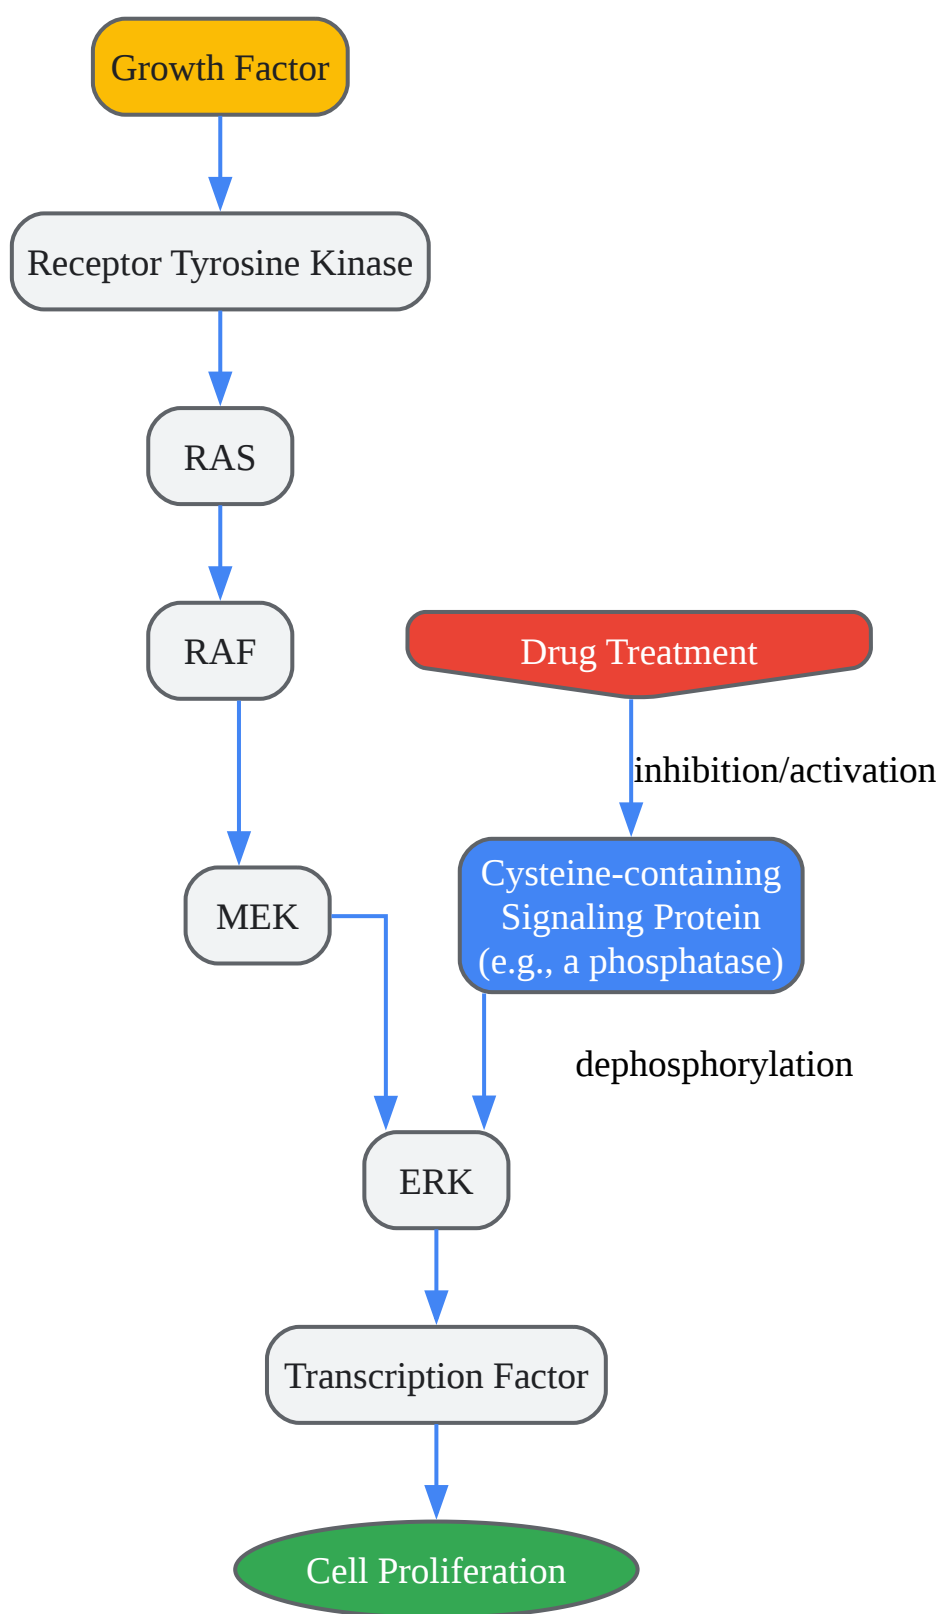 Growth Factor
Receptor Tyrosine Kinase
RAS
RAF
Drug Treatment
inhibition/activation
MEK
Cysteine-containing
Signaling Protein
(e.g., a phosphatase)
dephosphorylation
ERK
Transcription Factor
Cell Proliferation